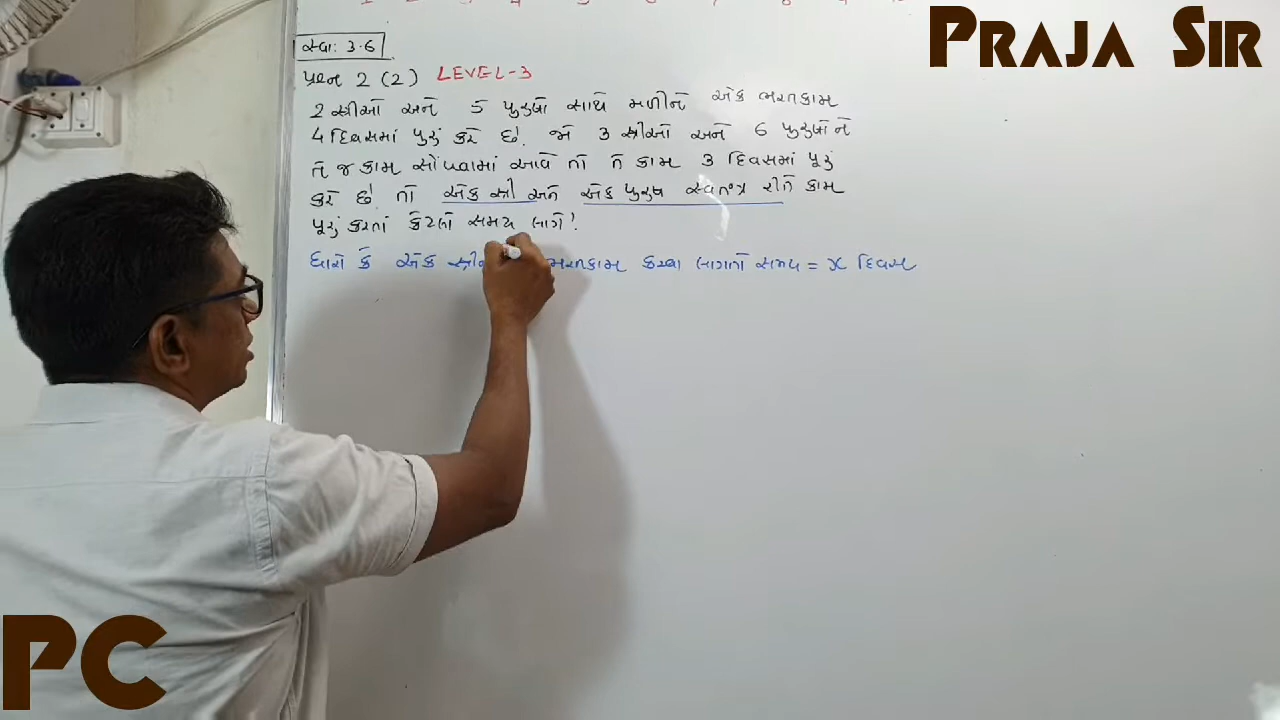 PRAJA SIR
સ્વા: 3.6
પ્રશ્ન 2 (2) LEVEL-3
2 સ્ત્રીઓ અને 5 પુરુષો સાથે મળીને એક ભરતકામ
4 દિવસમાં પુરું કરે છે. જો 3 સ્ત્રીઓ અને 6 પુરુષોને
તે જ કામ સોંપવામાં આવે તો તે કામ 3 દિવસમાં પૂરું
કરે છે. તો એક સ્ત્રી અને એક પુરુષ સ્વતંત્ર રીતે કામ
પૂરું કરતાં કેટલો સમય લાગે?
ધારો કે એક ભરતકામ કરવા લાગતો સમય = x દિવસ
PC